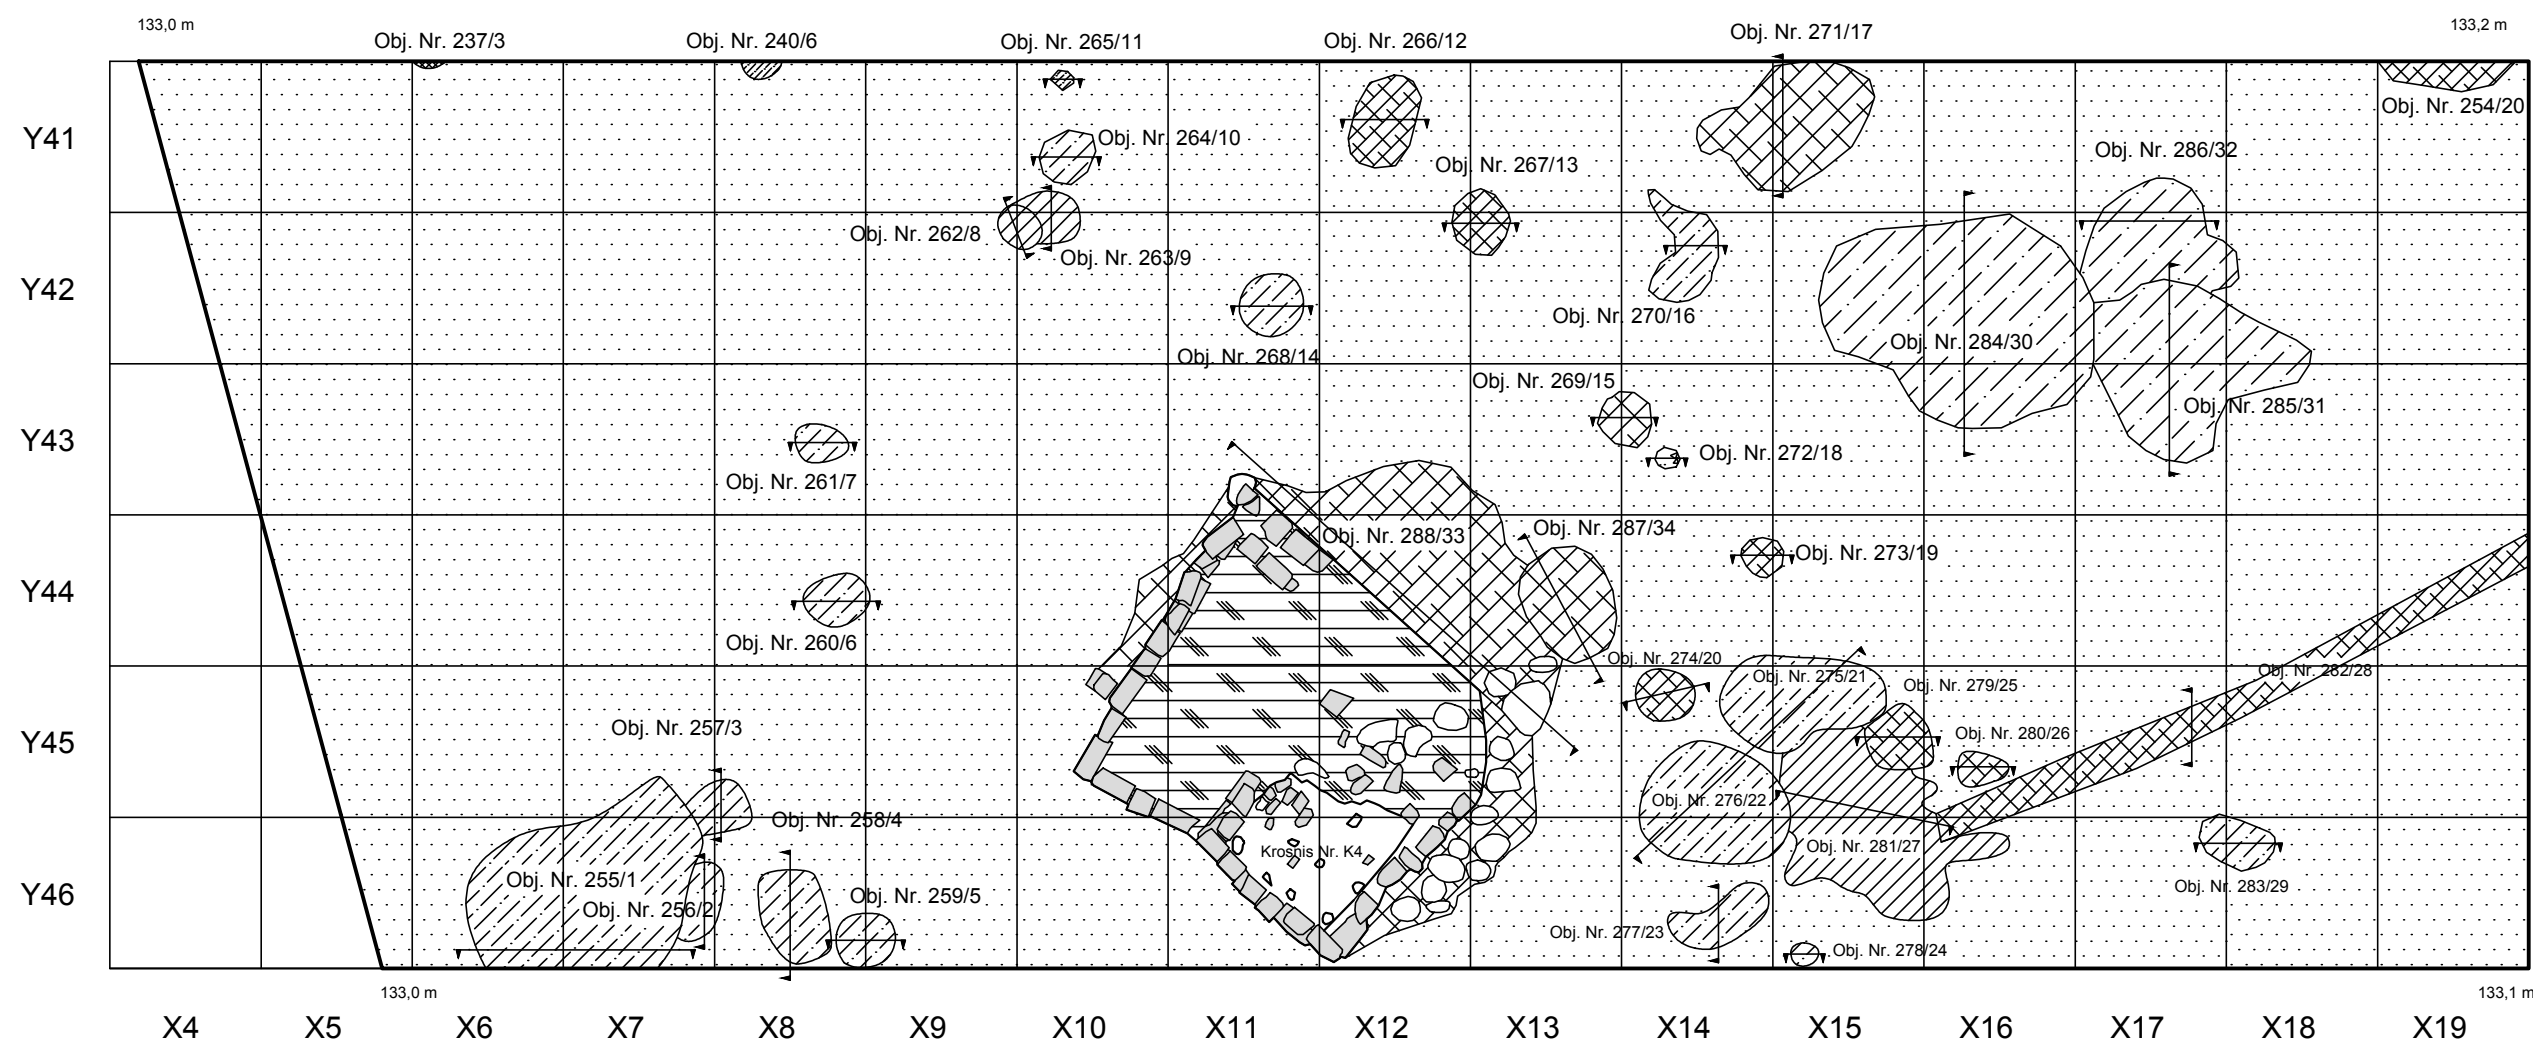 133,0 m
133,2 m
Obj. Nr. 237/3
Obj. Nr. 240/6
Obj. Nr. 265/11
Obj. Nr. 266/12
Obj. Nr. 271/17
Obj. Nr. 254/20
Y41
Obj. Nr. 264/10
Obj. Nr. 267/13
Obj. Nr. 286/32
Obj. Nr. 262/8
Obj. Nr. 263/9
Y42
Obj. Nr. 270/16
Obj. Nr. 284/30
Obj. Nr. 268/14
Obj. Nr. 269/15
Obj. Nr. 285/31
Y43
Obj. Nr. 272/18
Obj. Nr. 261/7
Obj. Nr. 288/33
Obj. Nr. 287/34
Obj. Nr. 273/19
Y44
Obj. Nr. 260/6
Obj. Nr. 274/20
Obj. Nr. 275/21
Obj. Nr. 282/28
Obj. Nr. 279/25
Obj. Nr. 257/3
Obj. Nr. 280/26
Y45
Obj. Nr. 276/22
Obj. Nr. 258/4
Obj. Nr. 281/27
Krosnis Nr. K4
Obj. Nr. 255/1
Obj. Nr. 283/29
Y46
Obj. Nr. 259/5
Obj. Nr. 256/2
Obj. Nr. 277/23
Obj. Nr. 278/24
133,0 m
133,1 m
X4 X5 X6 X7 X8 X9 X10 X11 X12 X13 X14 X15 X16 X17 X18 X19